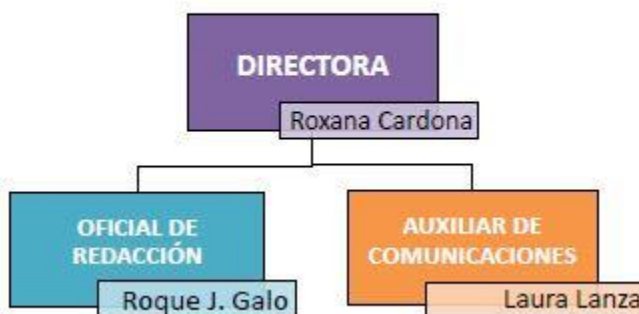 DIRECTORA
Roxana Cardona
OFICIAL DE
REDACCIÓN
Roque J. Galo
AUXILIAR DE
COMUNICACIONES
Laura Lanza